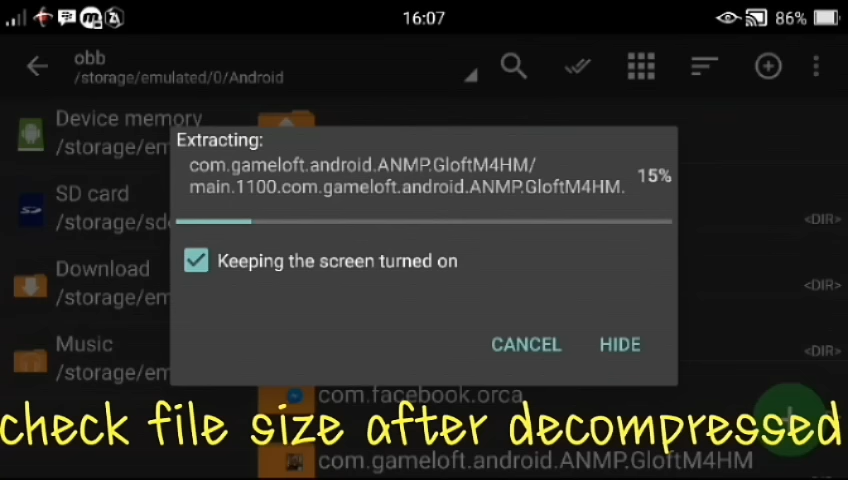 16:07
86%
obb
/storage/emulated/0/Android
Device memory
/storage/em
SD card
/storage/sd
<DIR>
Download
/storage/em
<DIR>
Music
/storage/em
<DIR>
Extracting:
com.gameloft.android.ANMP.GloftM4HM/
main.1100.com.gameloft.android.ANMP.GloftM4HM.
15%
Keeping the screen turned on
CANCEL
HIDE
com.facebook.orca
check file size after decompressed
com.gameloft.android.ANMP.GloftM4HM